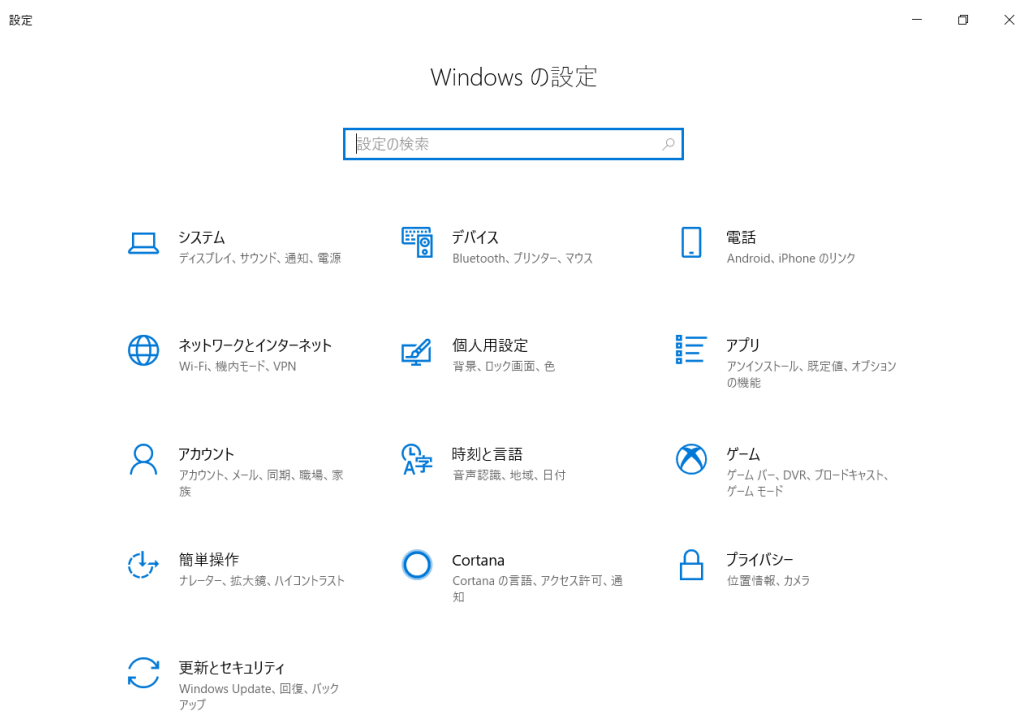 設定
Windows の設定
設定の検索
システム
ディスプレイ、サウンド、通知、電源
デバイス
Bluetooth、プリンター、マウス
電話
Android、iPhone のリンク
ネットワークとインターネット
Wi-Fi、機内モード、VPN
個人用設定
背景、ロック画面、色
アプリ
アンインストール、既定値、オプション
の機能
アカウント
アカウント、メール、同期、職場、家
族
時刻と言語
音声認識、地域、日付
ゲーム
ゲーム バー、DVR、ブロードキャスト、
ゲーム モード
簡単操作
ナレーター、拡大鏡、ハイコントラスト
Cortana
Cortana の言語、アクセス許可、通
知
プライバシー
位置情報、カメラ
更新とセキュリティ
Windows Update、回復、バック
アップ